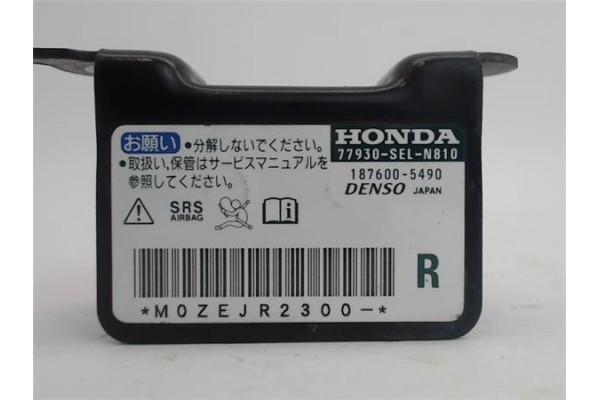 お願い ●分解しないでください。
●取扱い､保管はサービスマニュアルを
参照してください。
HONDA
77930-SEL-N810
187600-5490
DENSO JAPAN
SRS
AIRBAG
R
*M0ZEJR2300-*